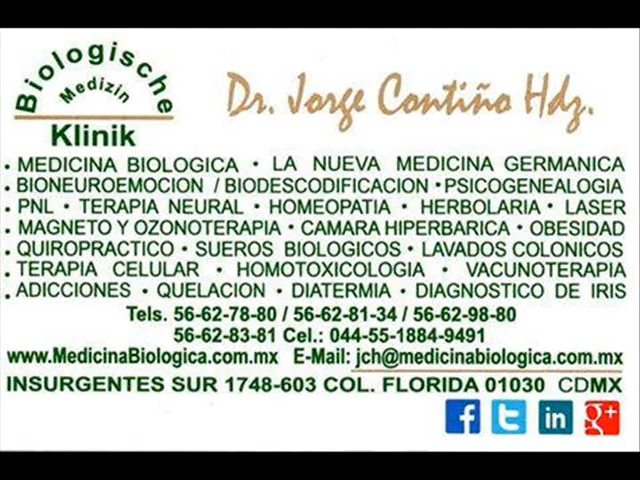 Biologische
Medizin
Klinik
Dr. Jorge Contiño Hdz.
• MEDICINA BIOLOGICA • LA NUEVA MEDICINA GERMANICA
• BIONEUROEMOCION / BIODESCODIFICACION • PSICOGENEALOGIA
• PNL • TERAPIA NEURAL • HOMEOPATIA • HERBOLARIA • LASER
• MAGNETO Y OZONOTERAPIA • CAMARA HIPERBARICA • OBESIDAD
• QUIROPRACTICO • SUEROS BIOLOGICOS • LAVADOS COLONICOS
• TERAPIA CELULAR • HOMOTOXICOLOGIA • VACUNOTERAPIA
• ADICCIONES • QUELACION • DIATERMIA • DIAGNOSTICO DE IRIS
Tels. 56-62-78-80 / 56-62-81-34 / 56-62-98-80
56-62-83-81 Cel.: 044-55-1884-9491
www.MedicinaBiologica.com.mx E-Mail: jch@medicinabiologica.com.mx
INSURGENTES SUR 1748-603 COL. FLORIDA 01030 CDMX
f t in g+